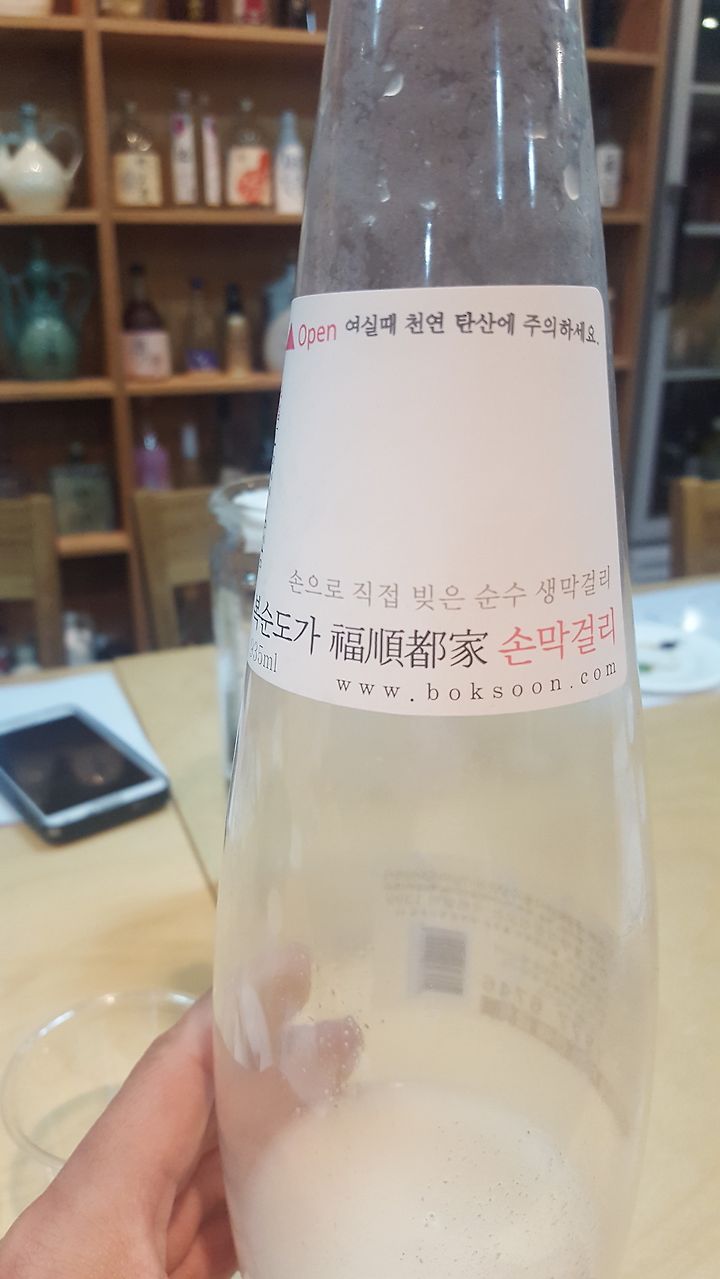 Open 여실때 천연 탄산에 주의하세요.
손으로 직접 빚은 순수 생막걸리
복순도가 福順都家 손막걸리
935ml
www.boksoon.com